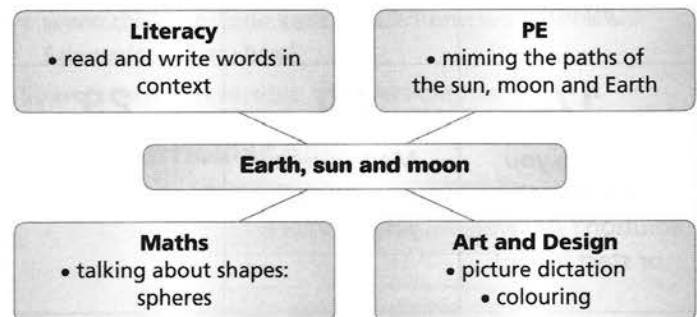 Literacy
• read and write words in
context
PE
• miming the paths of
the sun, moon and Earth
Earth, sun and moon
Maths
• talking about shapes:
spheres
Art and Design
• picture dictation
• colouring